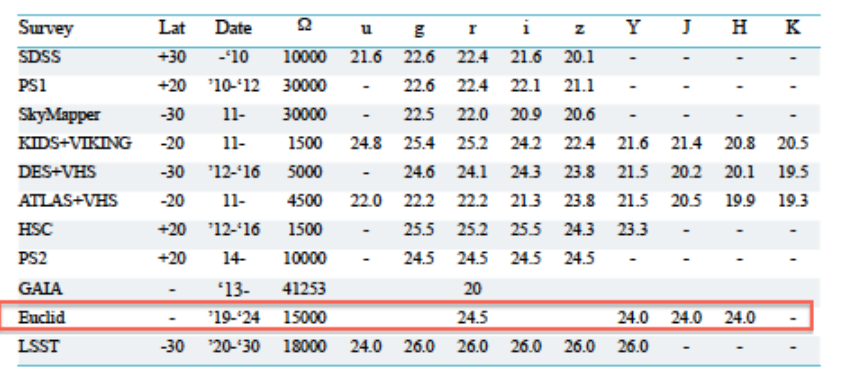 Survey Lat Date Ω u g r i z Y J H K
SDSS +30 -‘10 10000 21.6 22.6 22.4 21.6 20.1 - - - -
PS1 +20 ’10-‘12 30000 - 22.6 22.4 22.1 21.1 - - - -
SkyMapper -30 11- 30000 - 22.5 22.0 20.9 20.6 - - - -
KIDS+VIKING -20 11- 1500 24.8 25.4 25.2 24.2 22.4 21.6 21.4 20.8 20.5
DES+VHS -30 ’12-‘16 5000 - 24.6 24.1 24.3 23.8 21.5 20.2 20.1 19.5
ATLAS+VHS -20 11- 4500 22.0 22.2 22.2 21.3 23.8 21.5 20.5 19.9 19.3
HSC +20 ’12-‘16 1500 - 25.5 25.2 25.5 24.3 23.3 - - -
PS2 +20 14- 10000 - 24.5 24.5 24.5 24.5 - - - -
GAIA - ‘13- 41253 20
Euclid - ’19-‘24 15000 24.5 24.0 24.0 24.0 -
LSST -30 ’20-‘30 18000 24.0 26.0 26.0 26.0 26.0 26.0 - - -